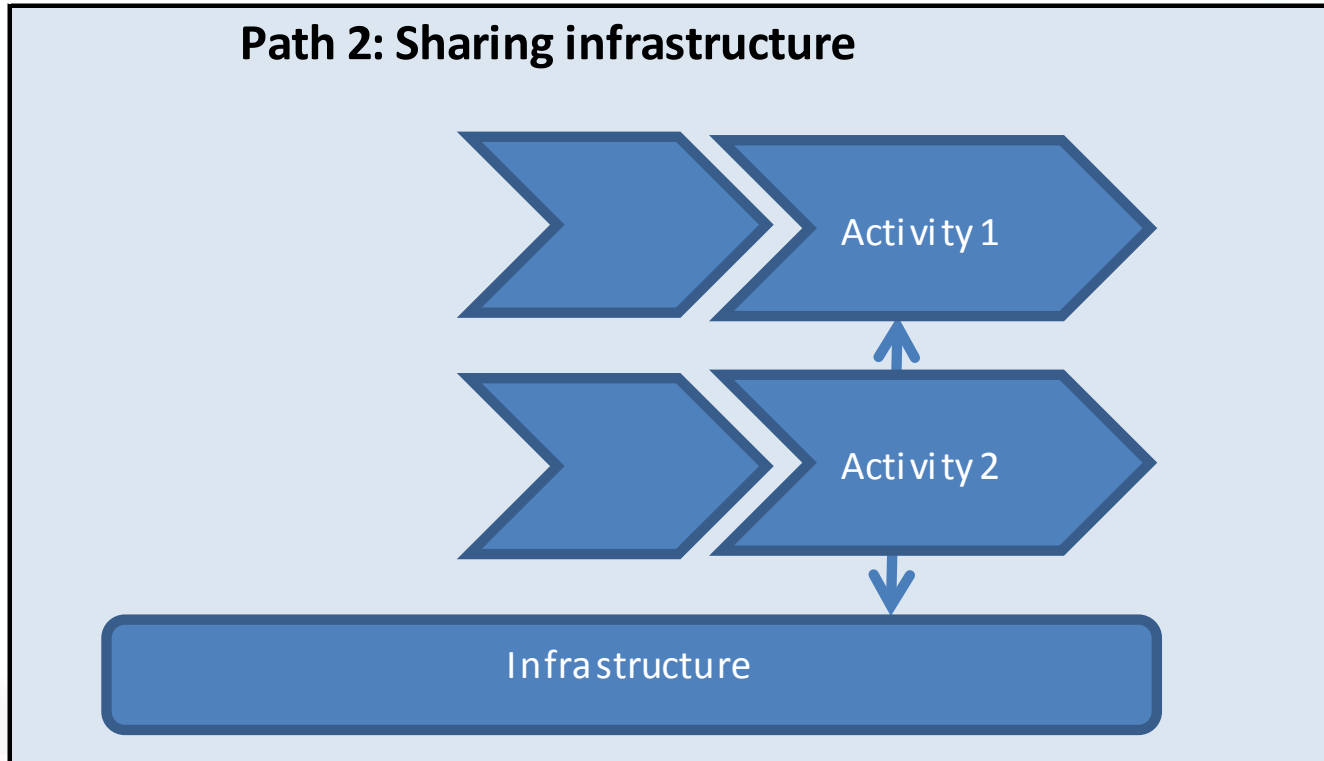 Path 2: Sharing infrastructure
Activity 1
Activity 2
Infrastructure